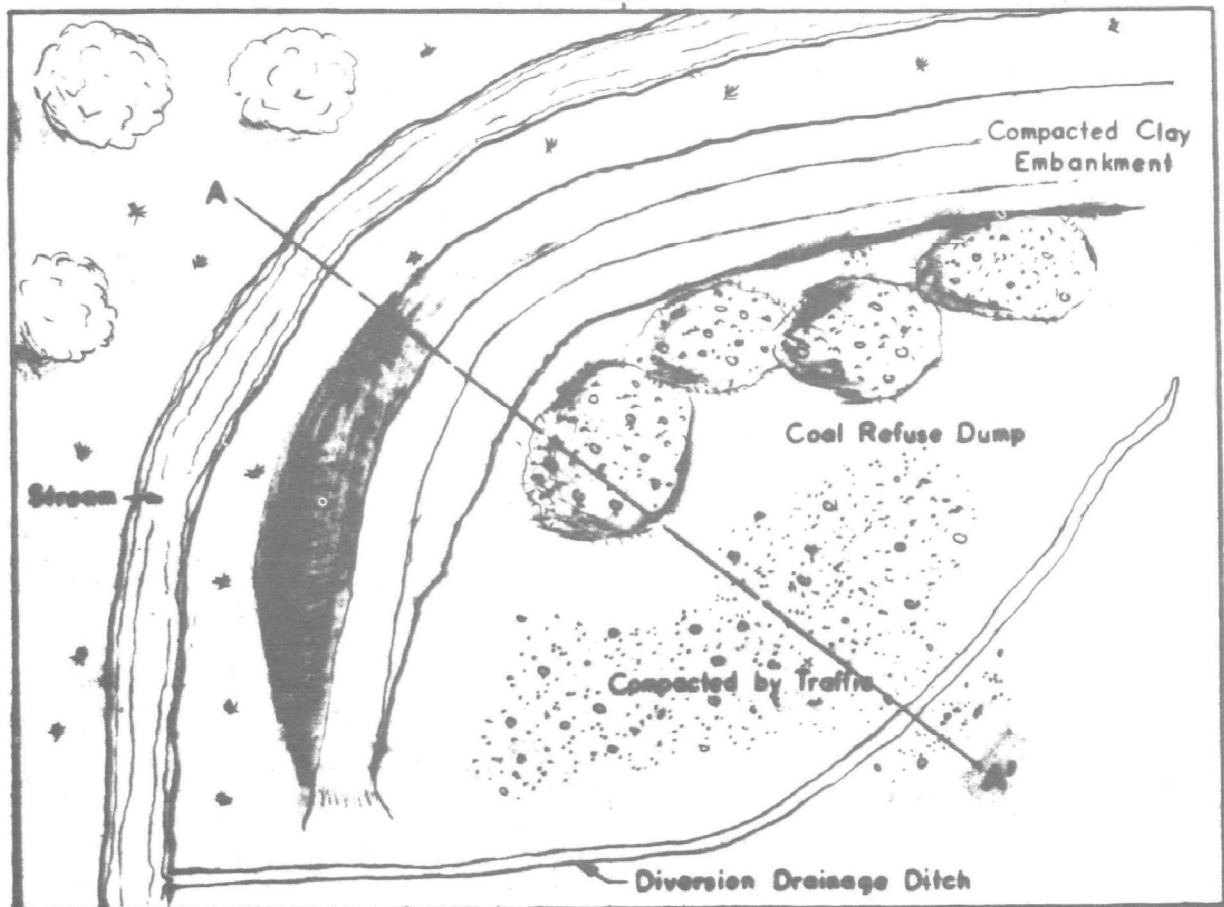 Compacted Clay
Embankment
A
Coal Refuse Dump
Stream
Compacted by Traffic
A'
Diversion Drainage Ditch